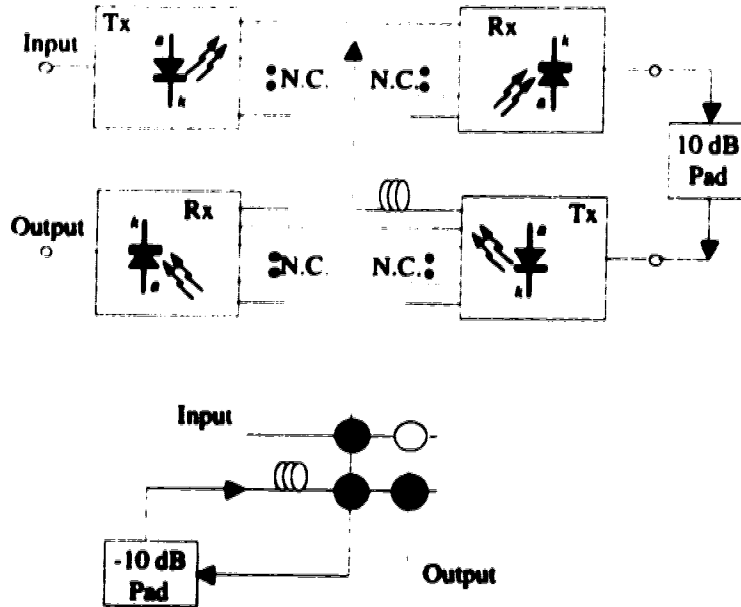 Tx
Rx
Input
a
k
k
a
N.C.
N.C.
10 dB
Pad
Output
Rx
Tx
k
a
a
k
N.C.
N.C.
Input
-10 dB
Pad
Output